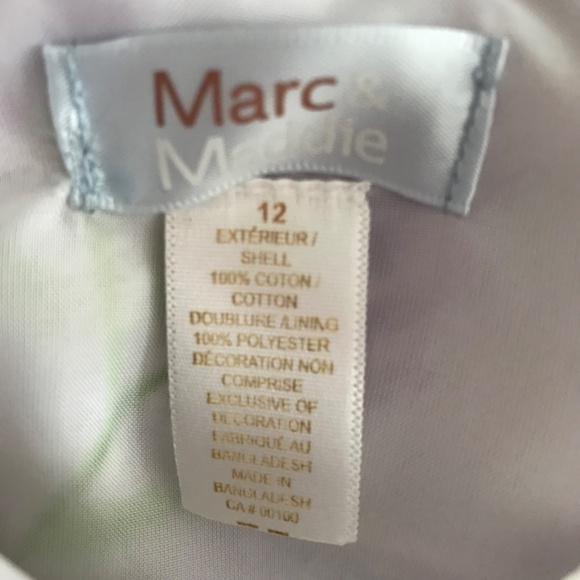 Marc &
Maddie
12
EXTÉRIEUR /
SHELL
100% COTON /
COTTON
DOUBLURE /LINING
100% POLYESTER
DÉCORATION NON
COMPRISE
EXCLUSIVE OF
DECORATION
FABRIQUÉ AU
BANGLADESH
MADE IN
BANGLADESH
CA # 00100